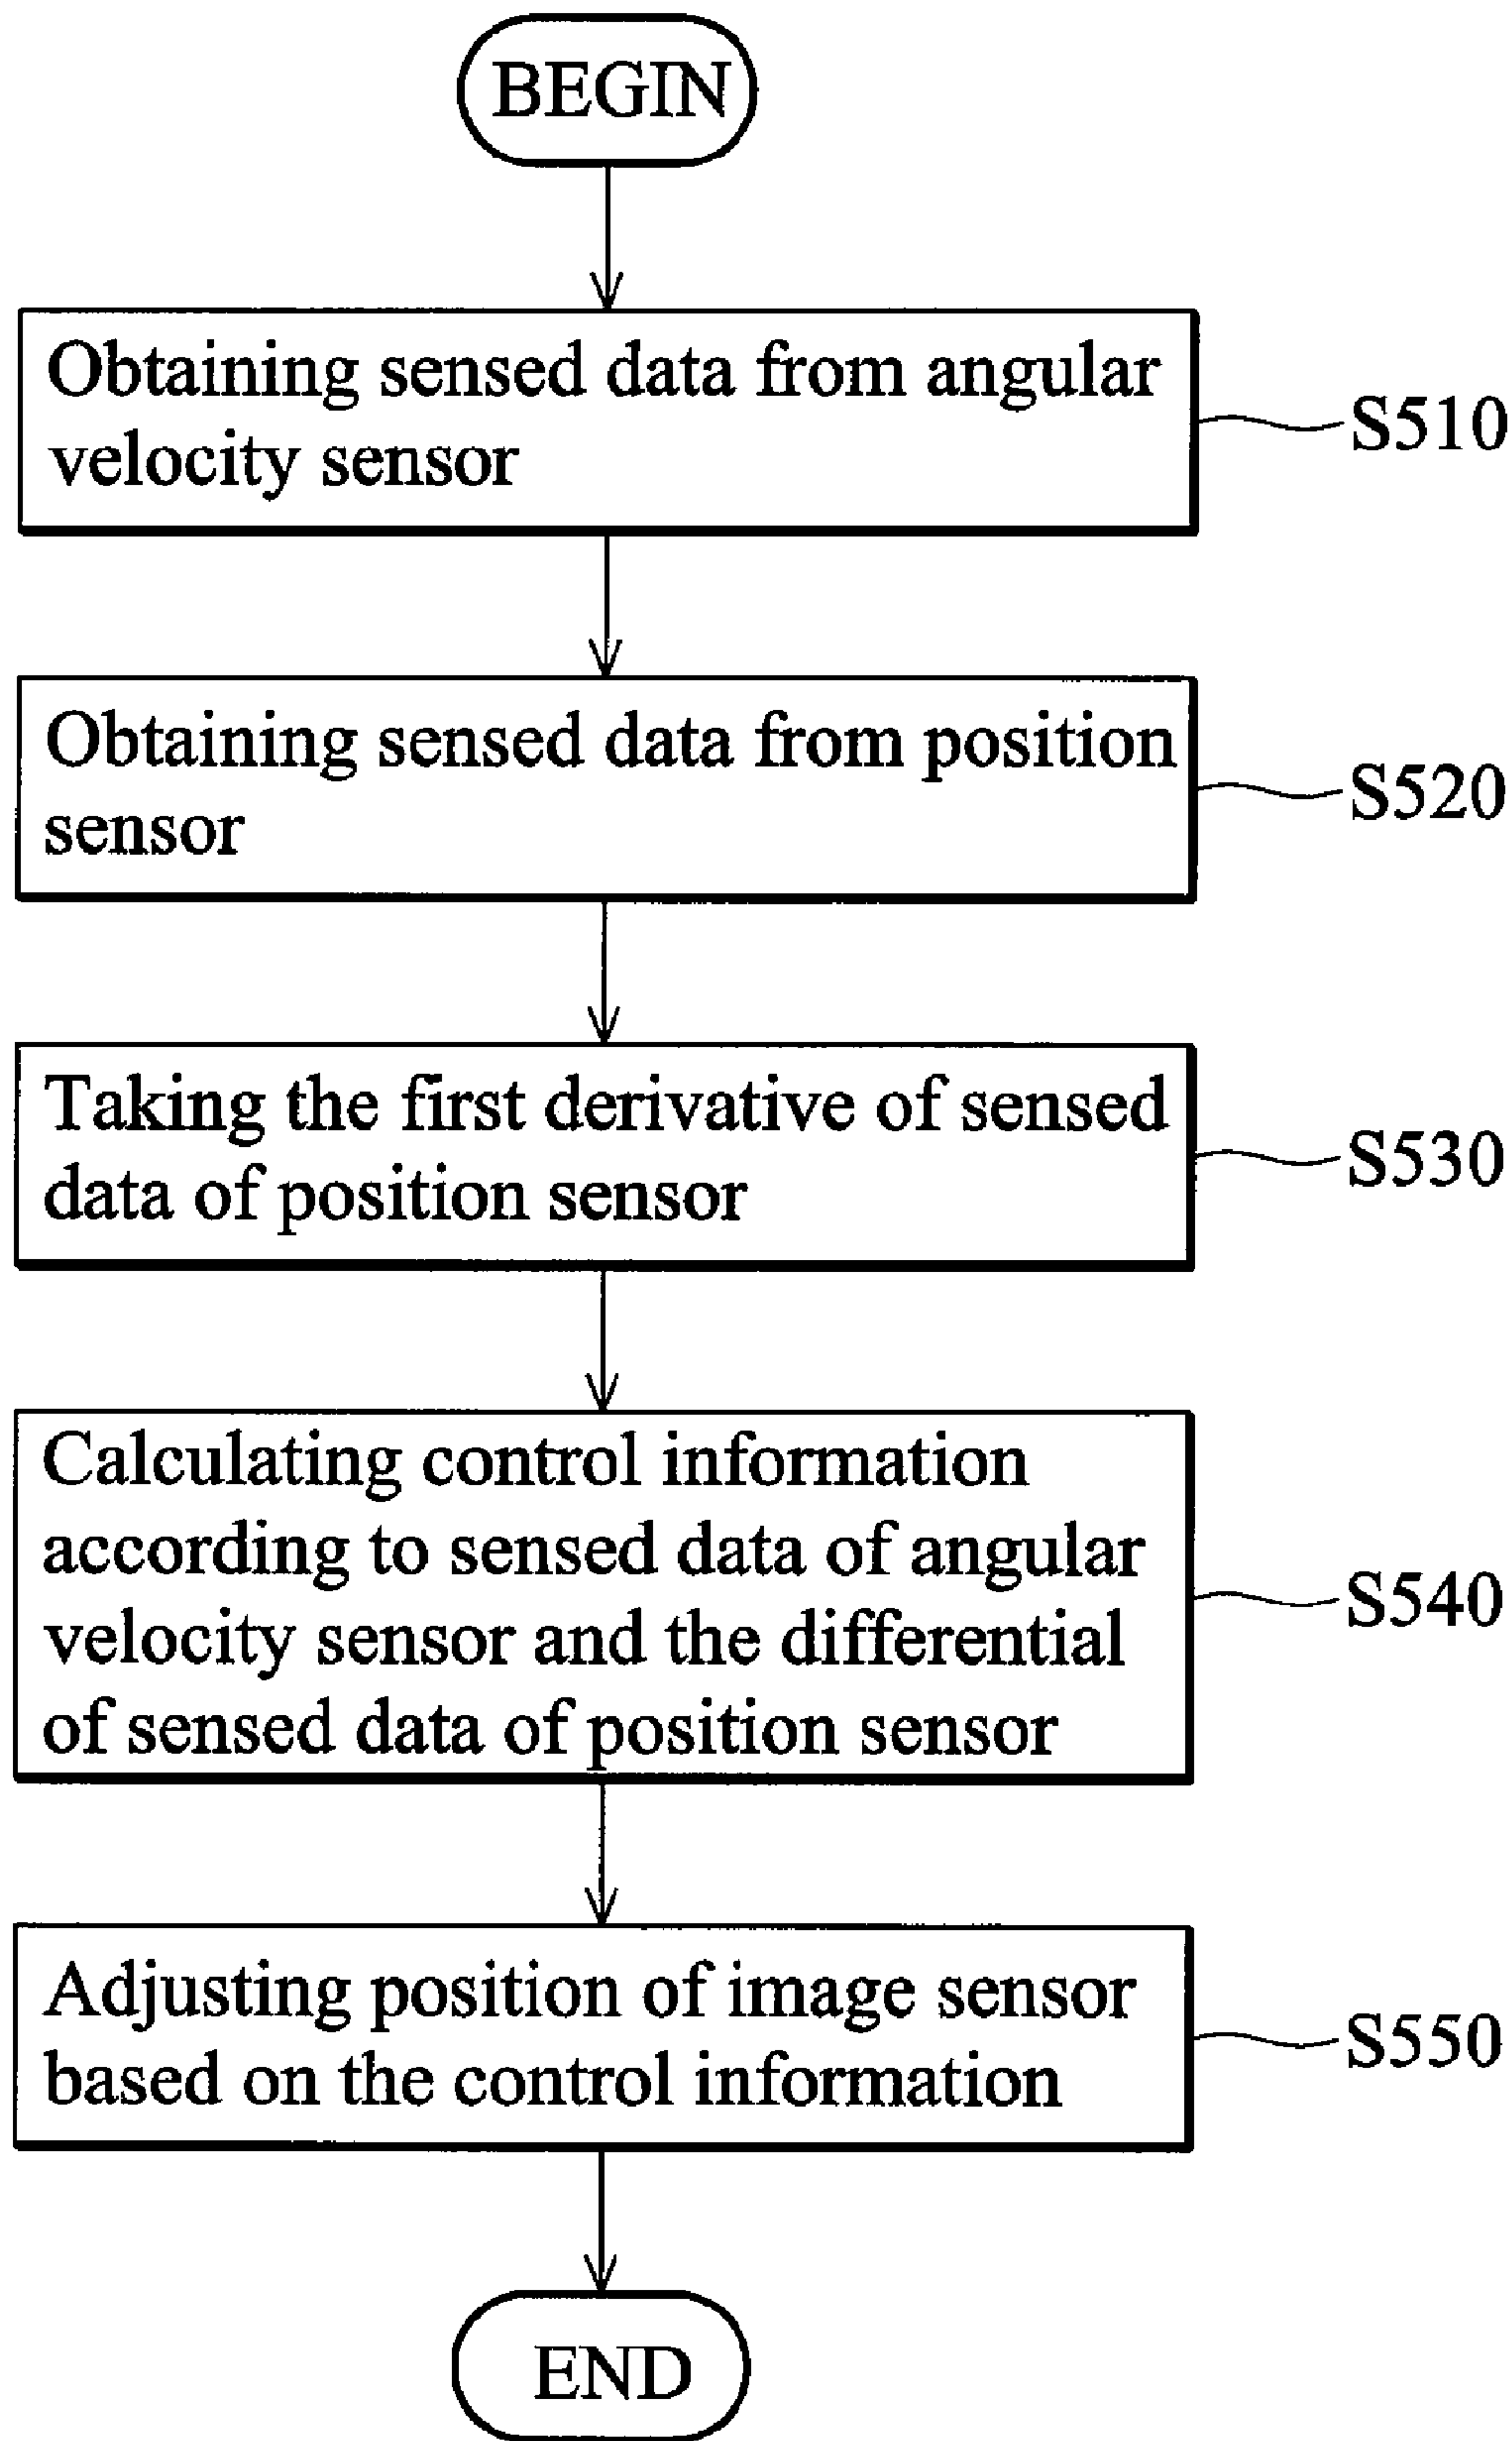 BEGIN
Obtaining sensed data from angular
velocity sensor
S510
Obtaining sensed data from position
sensor
S520
Taking the first derivative of sensed
data of position sensor
S530
Calculating control information
according to sensed data of angular
velocity sensor and the differential
of sensed data of position sensor
S540
Adjusting position of image sensor
based on the control information
S550
END